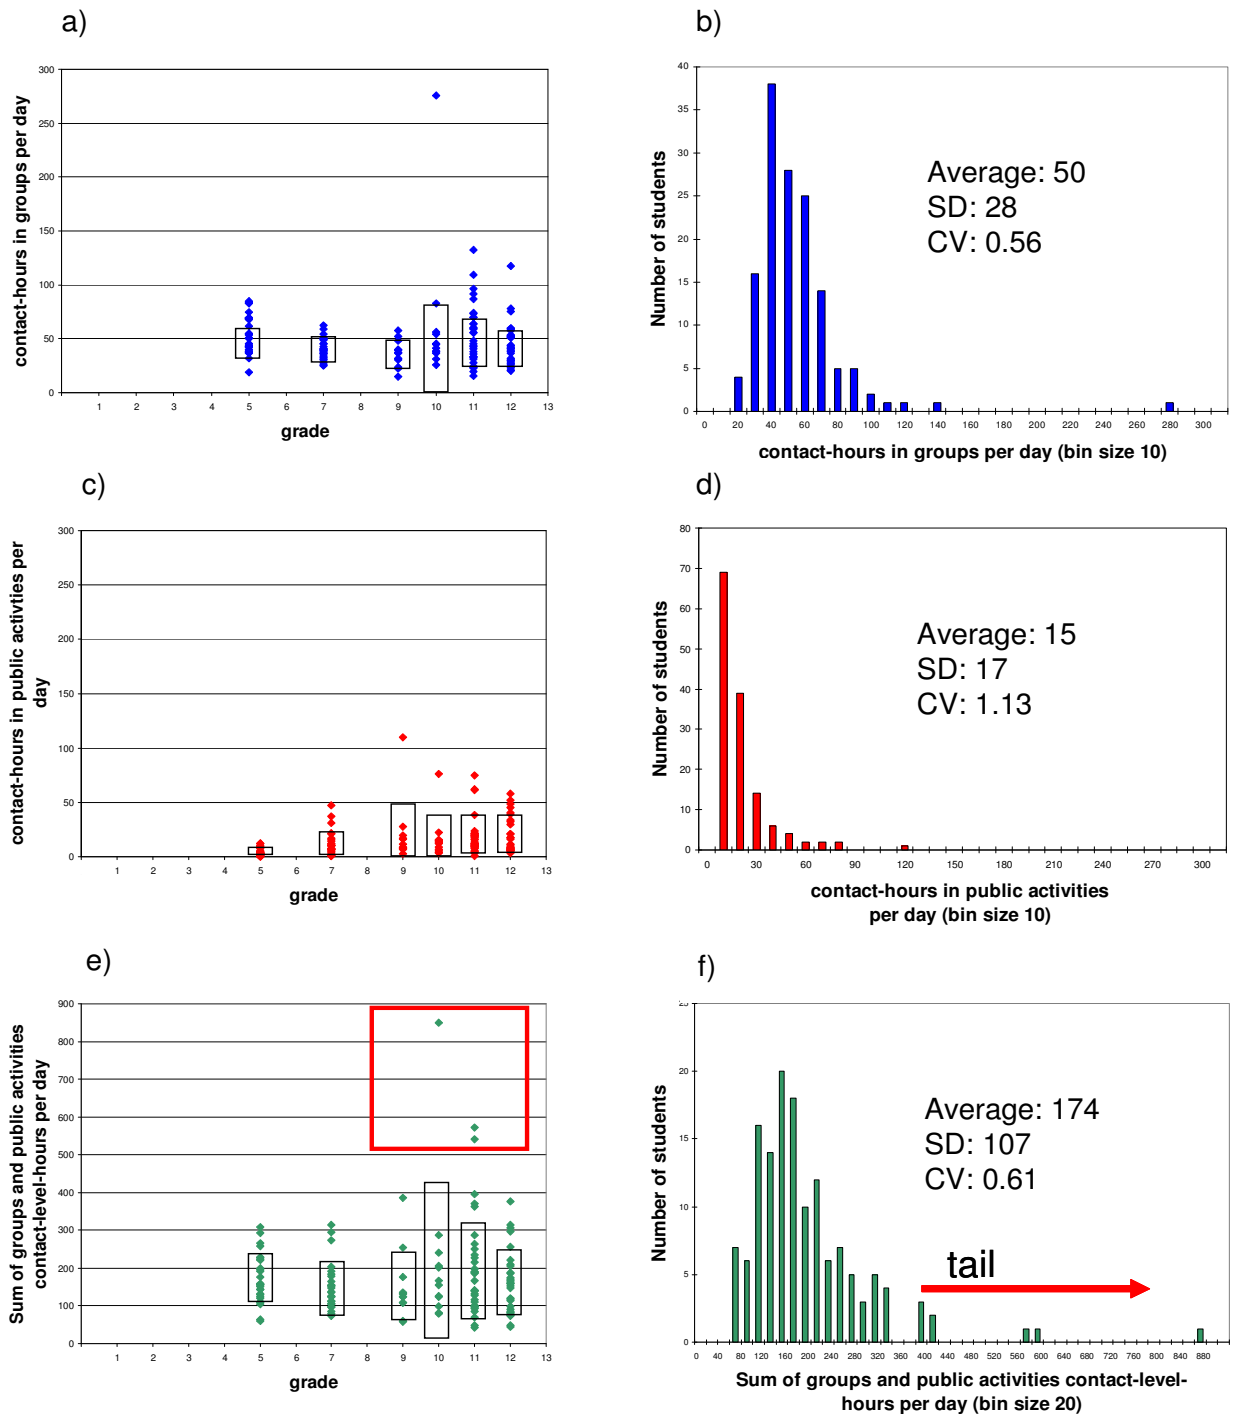 a)
contact-hours in groups per day
300
250
200
150
100
50
0
1 2 3 4 5 6 7 8 9 10 11 12 13
grade
b)
Number of students
40
35
30
25
20
15
10
5
0
Average: 50
SD: 28
CV: 0.56
0 20 40 60 80 100 120 140 160 180 200 220 240 260 280 300
contact-hours in groups per day (bin size 10)
c)
contact-hours in public activties per
day
300
250
200
150
100
50
0
1 2 3 4 5 6 7 8 9 10 11 12 13
grade
d)
Number of students
80
70
60
50
40
30
20
10
0
Average: 15
SD: 17
CV: 1.13
0 30 60 90 120 150 180 210 240 270 300
contact-hours in public activities
per day (bin size 10)
e)
Sum of groups and public activities
contact-level-hours per day
900
800
700
600
500
400
300
200
100
0
1 2 3 4 5 6 7 8 9 10 11 12 13
grade
f)
Number of students
25
20
15
10
5
0
Average: 174
SD: 107
CV: 0.61
tail
0 40 80 120 160 200 240 280 320 360 400 440 480 520 560 600 640 680 720 760 800 840 880
Sum of groups and public activities contact-level-
hours per day (bin size 20)